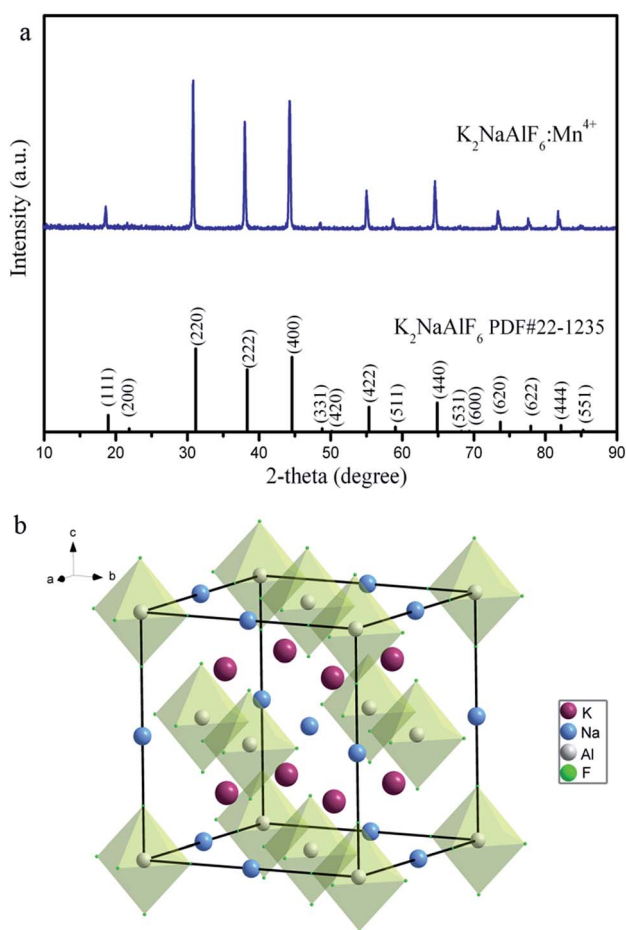 a
Intensity (a.u.)
K₂NaAlF₆:Mn⁴⁺
K₂NaAlF₆ PDF#22-1235
(111)
(200)
(220)
(222)
(400)
(331)
(420)
(422)
(511)
(440)
(531)
(600)
(620)
(622)
(444)
(551)
10 20 30 40 50 60 70 80 90
2-theta (degree)
b
c
a b
K
Na
Al
F